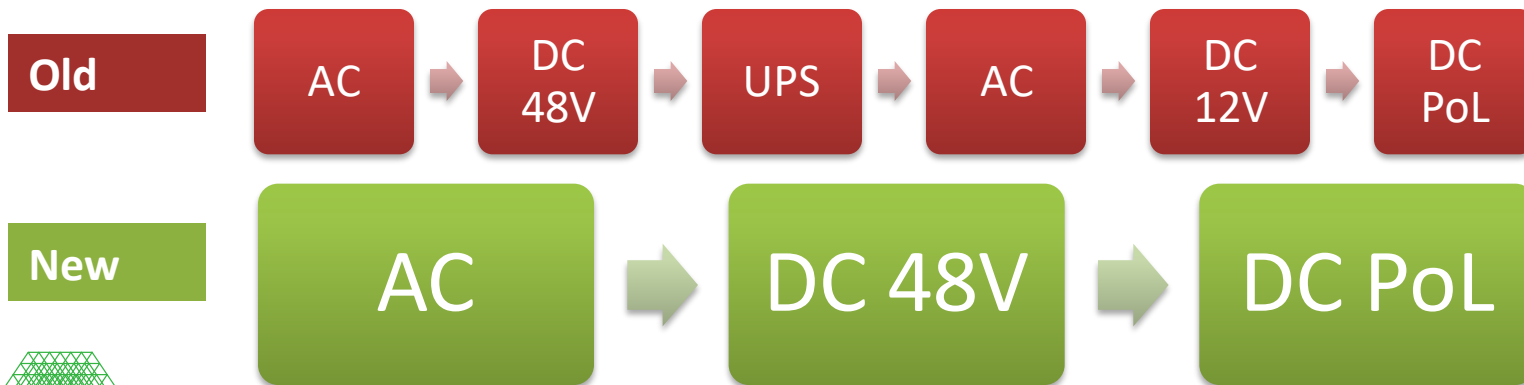 Old
AC
DC
48V
UPS
AC
DC
12V
DC
PoL
New
AC
DC 48V
DC PoL